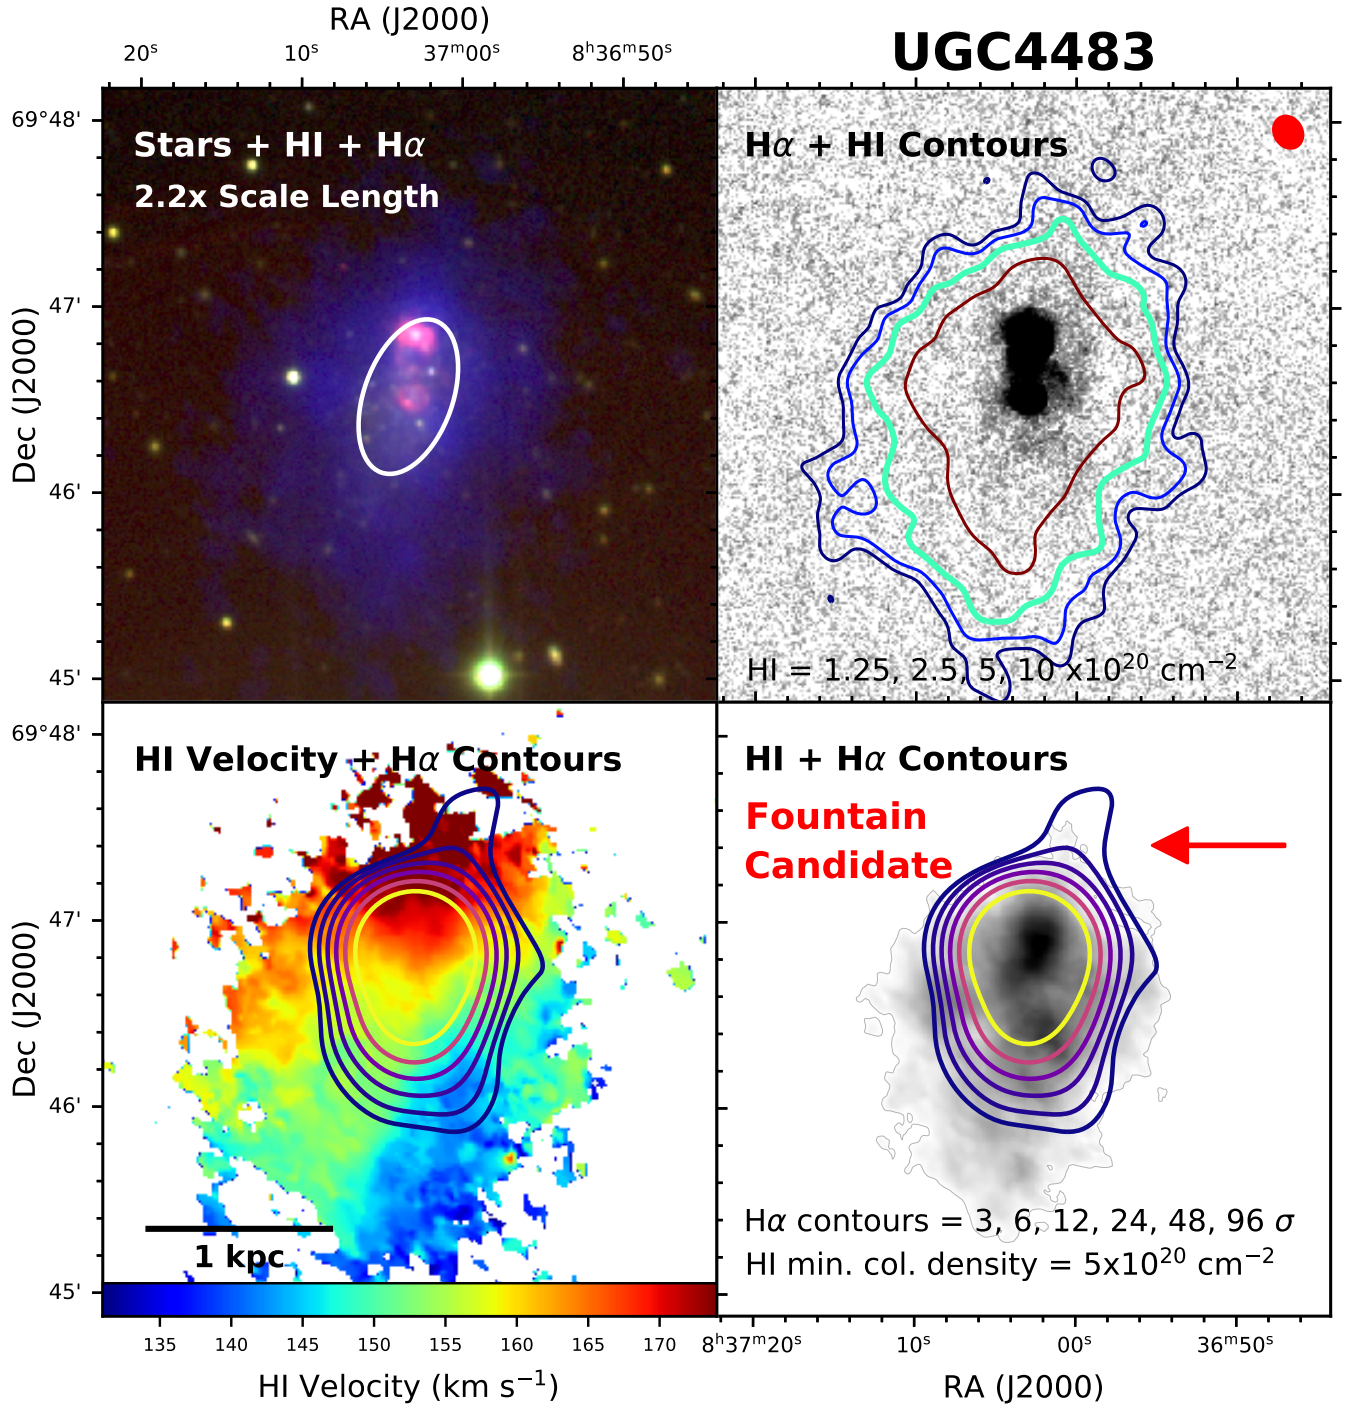 RA (J2000)
20ˢ 10ˢ 37ᵐ00ˢ 8ʰ36ᵐ50ˢ
UGC4483
69°48'
47'
46'
45'
Dec (J2000)
Stars + HI + Hα
2.2x Scale Length
Hα + HI Contours
HI = 1.25, 2.5, 5, 10 x10²⁰ cm⁻²
69°48'
47'
46'
45'
Dec (J2000)
HI Velocity + Hα Contours
1 kpc
HI + Hα Contours
Fountain
Candidate
Hα contours = 3, 6, 12, 24, 48, 96 σ
HI min. col. density = 5x10²⁰ cm⁻²
135 140 145 150 155 160 165 170
HI Velocity (km s⁻¹)
8ʰ37ᵐ20ˢ 10ˢ 00ˢ 36ᵐ50ˢ
RA (J2000)